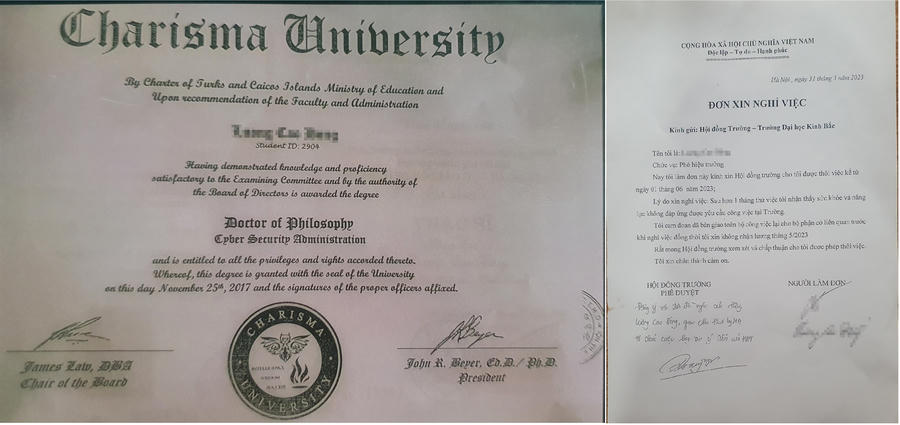 Charisma University
By Charter of Turks and Caicos Islands Ministry of Education and
Upon recommendation of the Faculty and Administration
Student ID: 2904
Having demonstrated knowledge and proficiency
satisfactory to the Examining Committee and by the authority of
the Board of Directors is awarded the degree
Doctor of Philosophy
Cyber Security Administration
and is entitled to all the privileges and rights accorded thereto.
Whereof, this degree is granted with the seal of the University
on this day November 25th, 2017 and the signatures of the proper officers affixed.
James Law, DBA
Chair of the Board
CHARISMA
UNIVERSITY
John R. Beyer, Ed.D./ Ph.D.
President
CỘNG HÒA XÃ HỘI CHỦ NGHĨA VIỆT NAM
Độc lập – Tự do – Hạnh phúc
Hà Nội, ngày 31 tháng 5 năm 2023
ĐƠN XIN NGHỈ VIỆC
Kính gửi: Hội đồng Trường – Trường Đại học Kinh Bắc
Tên tôi là:
Chức vụ: Phó hiệu trưởng
Nay tôi làm đơn này kính xin Hội đồng trường cho tôi được thôi việc kể từ
ngày 01 tháng 06 năm 2023;
Lý do xin nghỉ việc: Sau hơn 1 tháng thử việc tôi nhận thấy sức khỏe và năng
lực không đáp ứng được yêu cầu công việc tại Trường.
Tôi cam đoan đã bàn giao toàn bộ công việc lại cho bộ phận có liên quan trước
khi nghỉ việc đồng thời tôi xin không nhận lương tháng 5/2023
Rất mong Hội đồng trường xem xét và chấp thuận cho tôi được phép thôi việc.
Tôi xin chân thành cảm ơn.
HỘI ĐỒNG TRƯỜNG
PHÊ DUYỆT
NGƯỜI LÀM ĐƠN